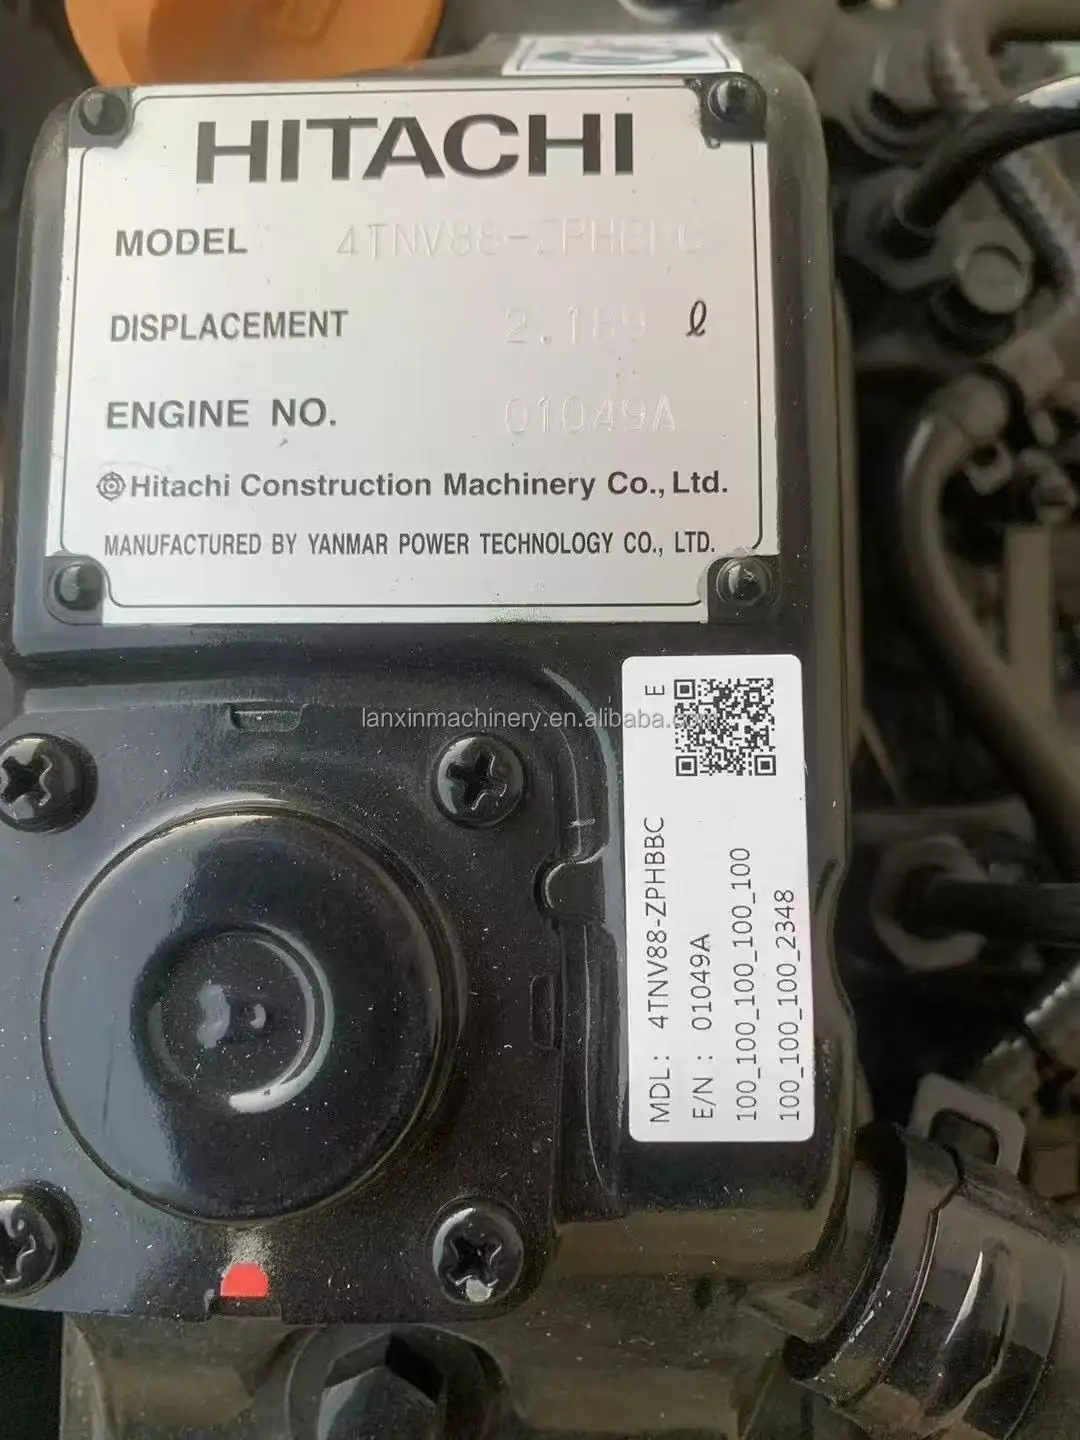 HITACHI
MODEL 4TNV88-ZPHBBC
DISPLACEMENT 2.189 ℓ
ENGINE NO. 01049A
Hitachi Construction Machinery Co., Ltd.
MANUFACTURED BY YANMAR POWER TECHNOLOGY CO., LTD.
lanxinmachinery.en.alibaba.com
E
MDL: 4TNV88-ZPHBBC
E/N : 01049A
100_100_100_100_100
100_100_100_2348